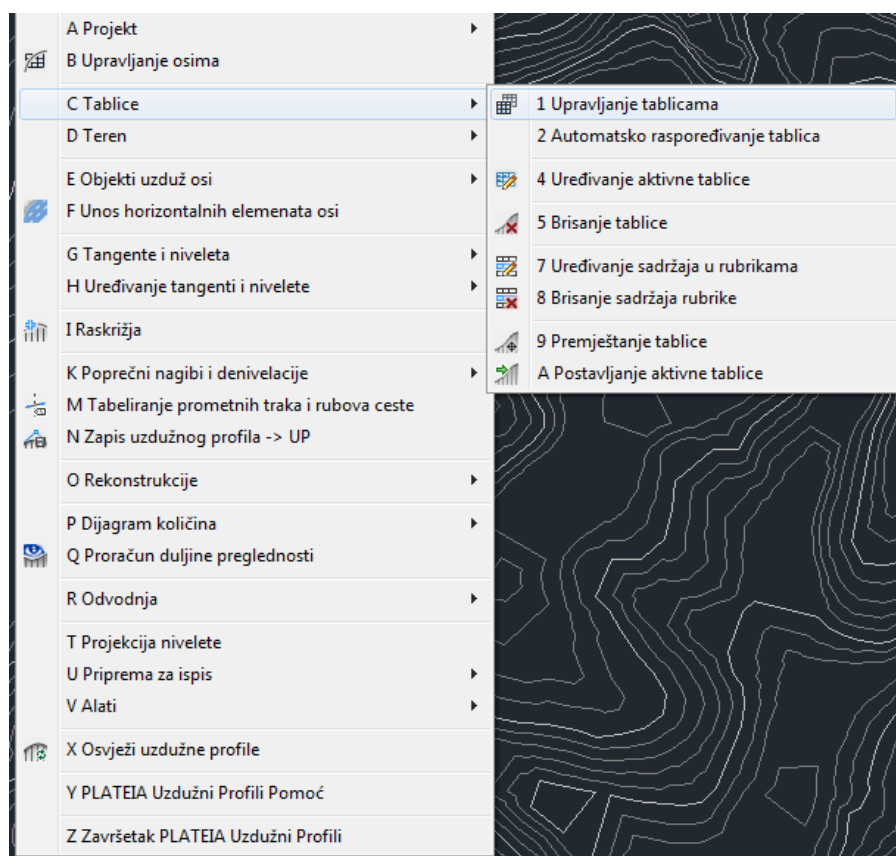 A Projekt
B Upravljanje osima
C Tablice
D Teren
E Objekti uzduž osi
F Unos horizontalnih elemenata osi
G Tangente i niveleta
H Uređivanje tangenti i nivelete
I Raskrižja
K Poprečni nagibi i denivelacije
M Tabeliranje prometnih traka i rubova ceste
N Zapis uzdužnog profila -> UP
O Rekonstrukcije
P Dijagram količina
Q Proračun duljine preglednosti
R Odvodnja
T Projekcija nivelete
U Priprema za ispis
V Alati
X Osvježi uzdužne profile
Y PLATEIA Uzdužni Profili Pomoć
Z Završetak PLATEIA Uzdužni Profili
1 Upravljanje tablicama
2 Automatsko raspoređivanje tablica
4 Uređivanje aktivne tablice
5 Brisanje tablice
7 Uređivanje sadržaja u rubrikama
8 Brisanje sadržaja rubrike
9 Premještanje tablice
A Postavljanje aktivne tablice